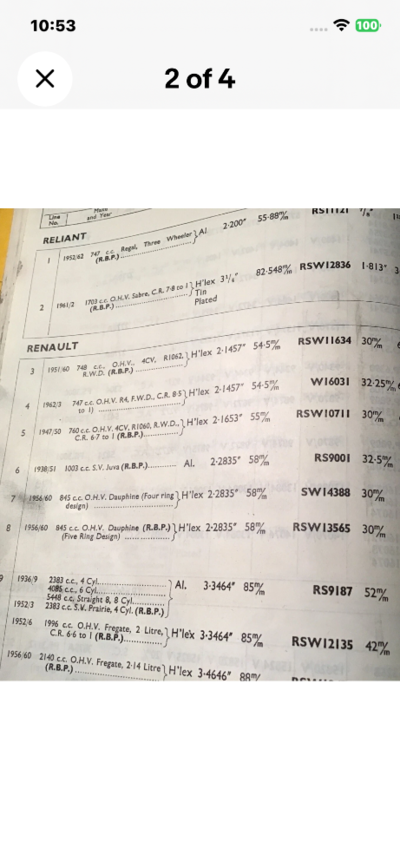 10:53
100
2 of 4
Line No. Make and Year
RELIANT
1 1952/62 747 c.c. Regal, Three Wheeler (R.B.P.) Al. 2·200" 55·88m/m
2 1961/2 1703 c.c. O.H.V. Sabre, C.R. 7·8 to 1 (R.B.P.) H'lex Tin Plated 82·548m/m RSW12836 1·813"
RENAULT
3 1951/60 748 c.c., O.H.V., 4CV, R1062, R.W.D. (R.B.P.) H'lex 2·1457" 54·5m/m RSW11634 30m/m
4 1962/3 747 c.c. O.H.V. R4, F.W.D., C.R. 8·5 to 1) H'lex 2·1457" 54·5m/m W16031 32·25m/m
5 1947/50 760 c.c. O.H.V. 4CV, R1060, R.W.D., C.R. 6·7 to 1 (R.B.P.) H'lex 2·1653" 55m/m RSW10711 30m/m
6 1938/51 1003 c.c. S.V. Juva (R.B.P.) Al. 2·2835" 58m/m RS9001 32·5m/m
7 1956/60 845 c.c. O.H.V. Dauphine (Four ring design) H'lex 2·2835" 58m/m SW14388 30m/m
8 1956/60 845 c.c. O.H.V. Dauphine (R.B.P.) (Five Ring Design) H'lex 2·2835" 58m/m RSW13565 30m/m
9 1936/9 2383 c.c., 4 Cyl.
4085 c.c., 6 Cyl.
5448 c.c. Straight 8, 8 Cyl. Al. 3·3464" 85m/m RS9187 52m/m
1952/3 2383 c.c. S.V. Prairie, 4 Cyl. (R.B.P.)
1952/6 1996 c.c. O.H.V. Fregate, 2 Litre, C.R. 6·6 to 1 (R.B.P.) H'lex 3·3464" 85m/m RSW12135 42m/m
1956/60 2140 c.c. O.H.V. Fregate, 2·14 Litre (R.B.P.) H'lex 3·4646" 88m/m